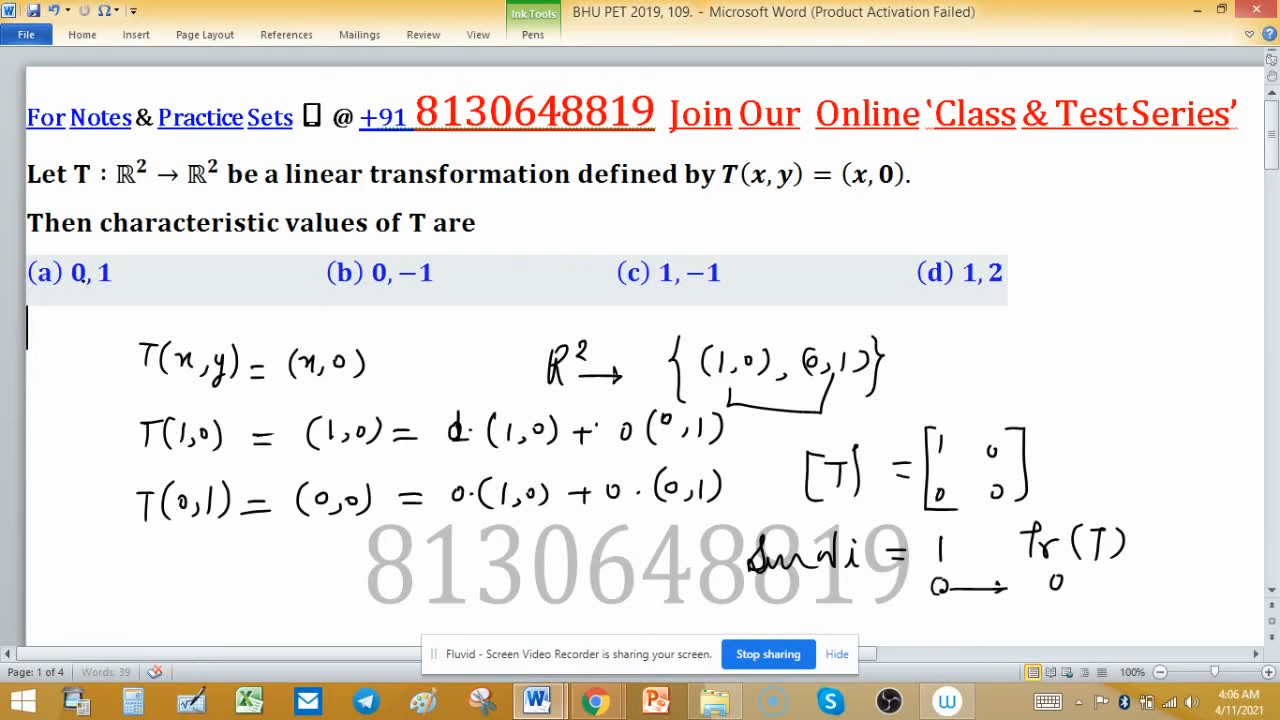 Ink Tools
BHU PET 2019, 109. - Microsoft Word (Product Activation Failed)
File Home Insert Page Layout References Mailings Review View Pens
For Notes & Practice Sets @ +91 8130648819 Join Our Online 'Class & Test Series'
Let T : ℝ² → ℝ² be a linear transformation defined by T(x, y) = (x, 0).
Then characteristic values of T are
(a) 0, 1 (b) 0, −1 (c) 1, −1 (d) 1, 2
T(x,y) = (x,0) R² → {(1,0), (0,1)}
T(1,0) = (1,0) = 1·(1,0) + 0(0,1)
[T] = [1 0
0 0]
T(0,1) = (0,0) = 0·(1,0) + 0·(0,1)
= 1 Tr(T)
0 → 0
8130648819
Fluvid - Screen Video Recorder is sharing your screen. Stop sharing Hide
Page: 1 of 4 Words: 39 100%
4:06 AM
4/11/2021